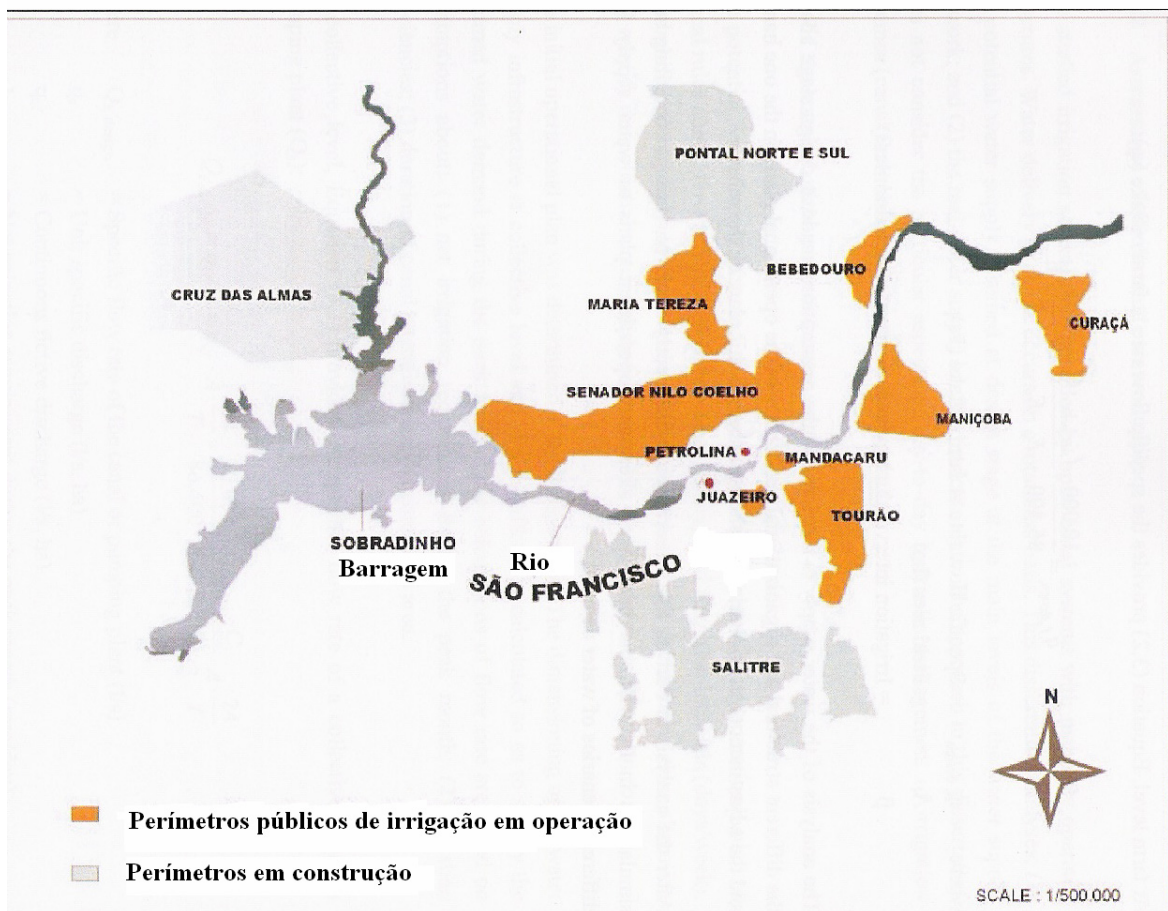 PONTAL NORTE E SUL
BEBEDOURO
CRUZ DAS ALMAS
MARIA TEREZA
CURAÇÁ
SENADOR NILO COELHO
MANIÇOBA
PETROLINA
MANDACARU
JUAZEIRO
TOURÃO
SOBRADINHO
Barragem
Rio
SÃO FRANCISCO
SALITRE
N
Perímetros públicos de irrigação em operação
Perímetros em construção
SCALE : 1/500.000